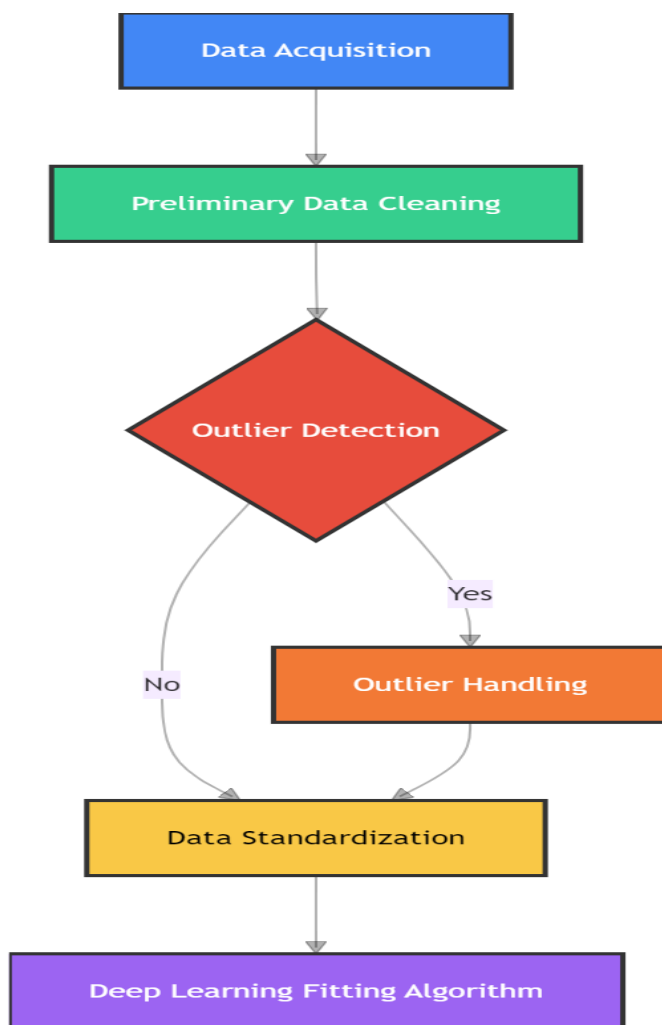 Data Acquisition
Preliminary Data Cleaning
Outlier Detection
Yes
Outlier Handling
No
Data Standardization
Deep Learning Fitting Algorithm